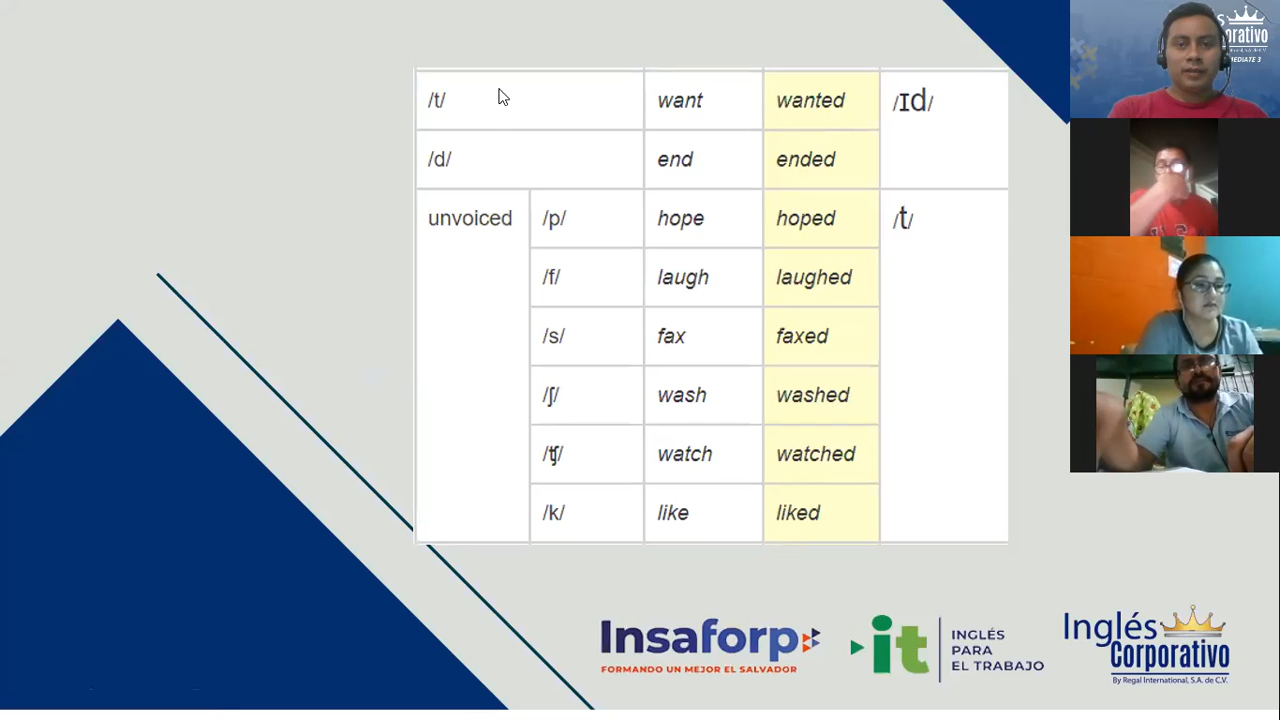 /t/ want wanted /ɪd/
/d/ end ended
unvoiced /p/ hope hoped /t/
/f/ laugh laughed
/s/ fax faxed
/ʃ/ wash washed
/ʧ/ watch watched
/k/ like liked
Insaforp
FORMANDO UN MEJOR EL SALVADOR
it
INGLÉS
PARA
EL TRABAJO
Inglés
Corporativo
By Regal International, S.A. de C.V.